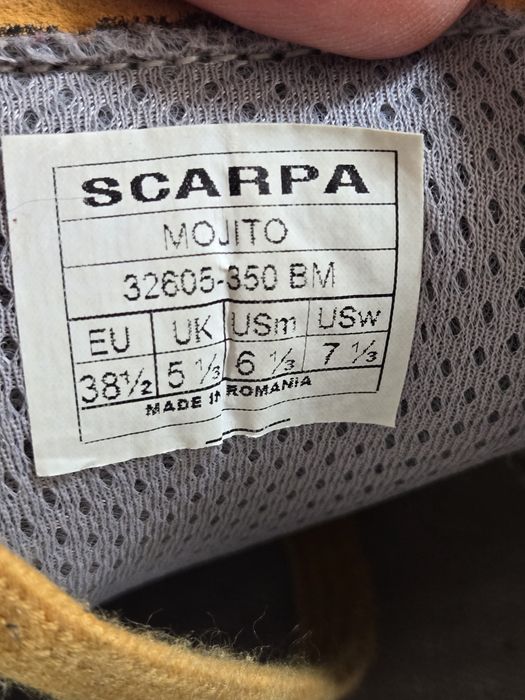 SCARPA
MOJITO
32605-350 BM
EU UK USm USw
38½ 5 ⅓ 6 ⅓ 7 ⅓
MADE IN ROMANIA